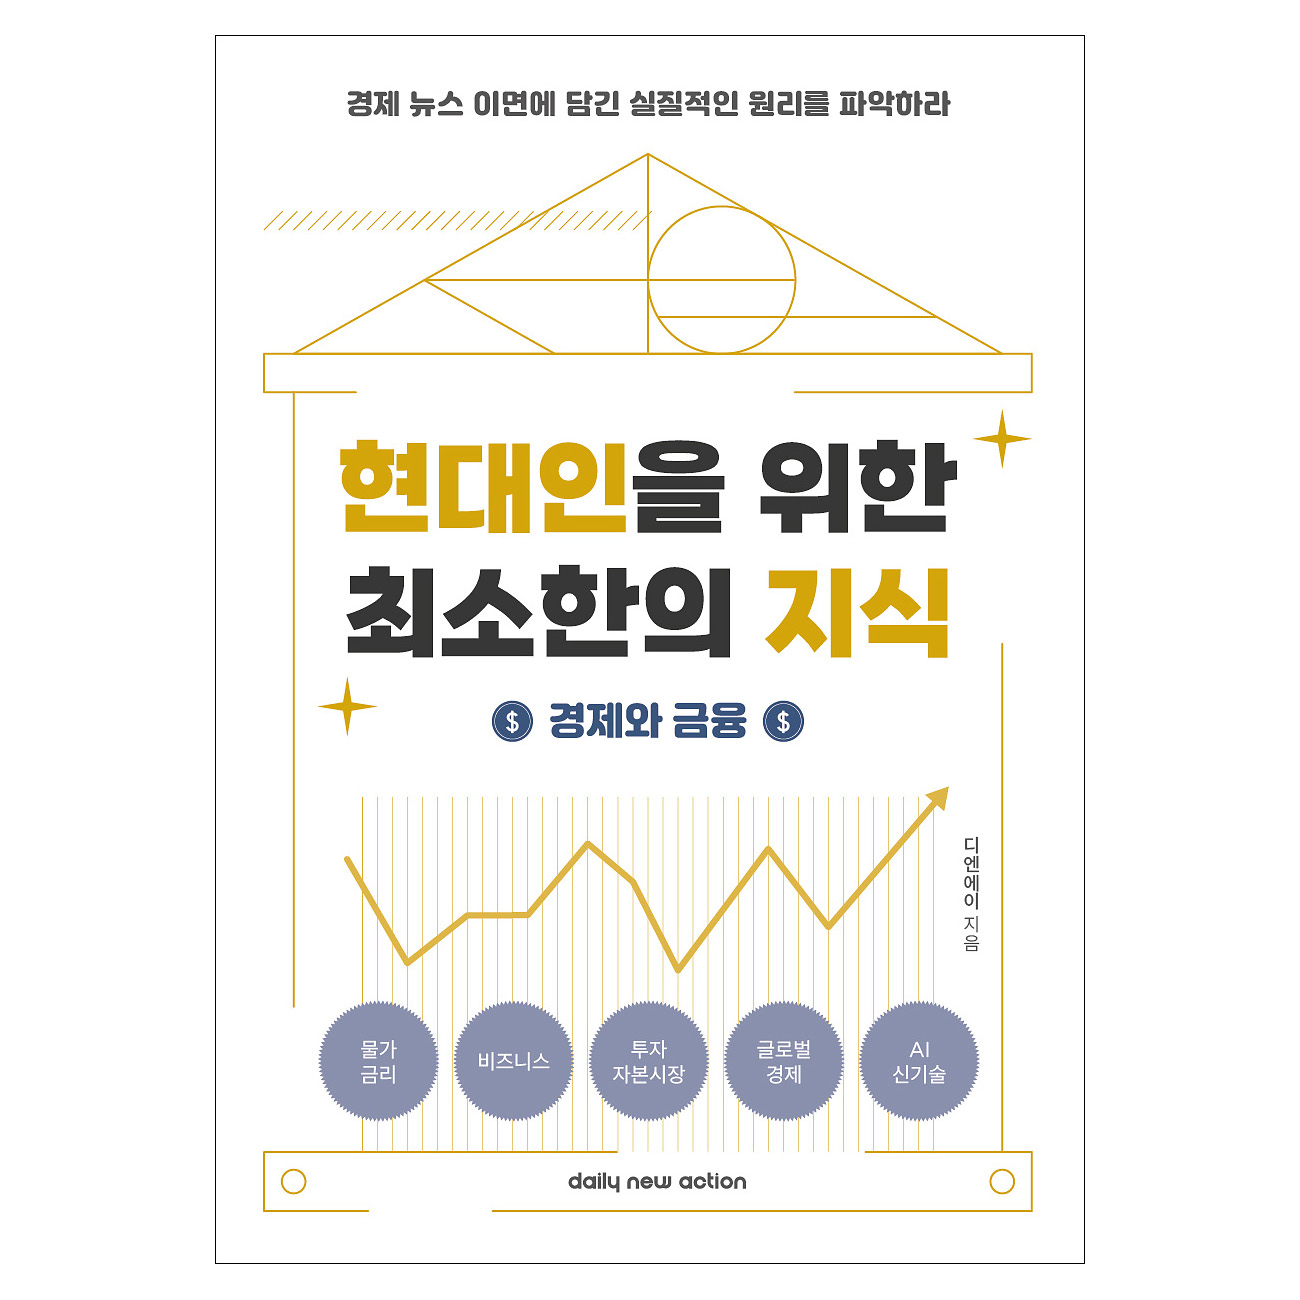 경제 뉴스 이면에 담긴 실질적인 원리를 파악하라
현대인을 위한
최소한의 지식
$ 경제와 금융 $
디엔에이 지음
물가
금리
비즈니스
투자
자본시장
글로벌
경제
AI
신기술
daily new action